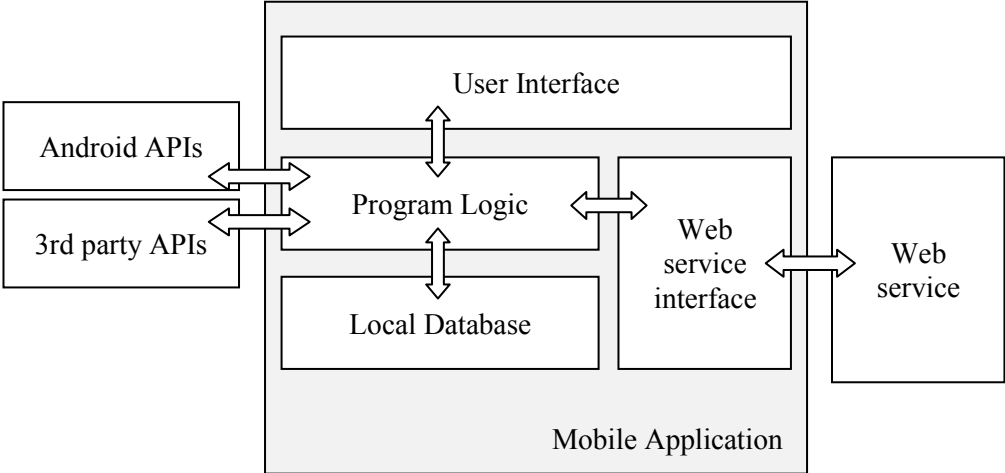 User Interface
Android APIs
Program Logic
3rd party APIs
Web
service
interface
Web
service
Local Database
Mobile Application